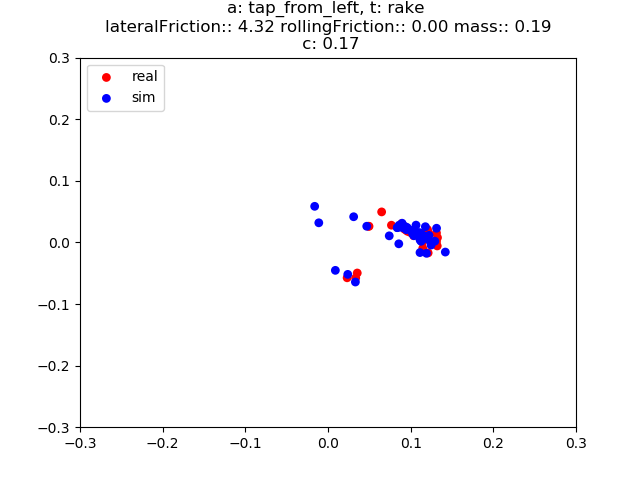 a: tap_from_left, t: rake
lateralFriction:: 4.32 rollingFriction:: 0.00 mass:: 0.19
c: 0.17
real
sim
0.3
0.2
0.1
0.0
−0.1
−0.2
−0.3
−0.3
−0.2
−0.1
0.0
0.1
0.2
0.3